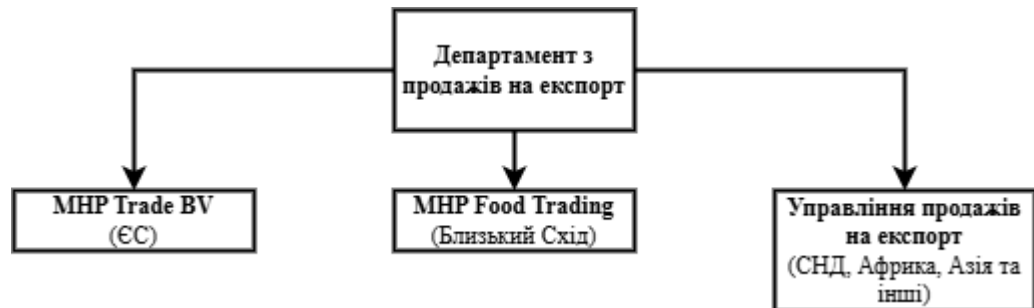 Департамент з
продажів на експорт
MHP Trade BV
(ЄС)
MHP Food Trading
(Близький Схід)
Управління продажів
на експорт
(СНД, Африка, Азія та
інші)